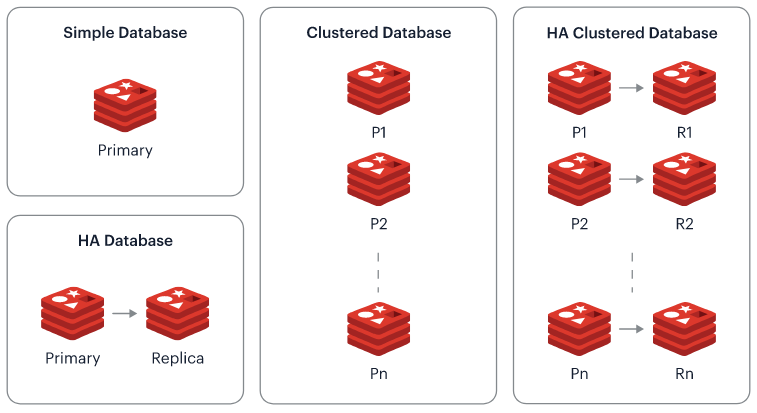 Simple Database
Primary
HA Database
Primary
Replica
Clustered Database
P1
P2
Pn
HA Clustered Database
P1
R1
P2
R2
Pn
Rn